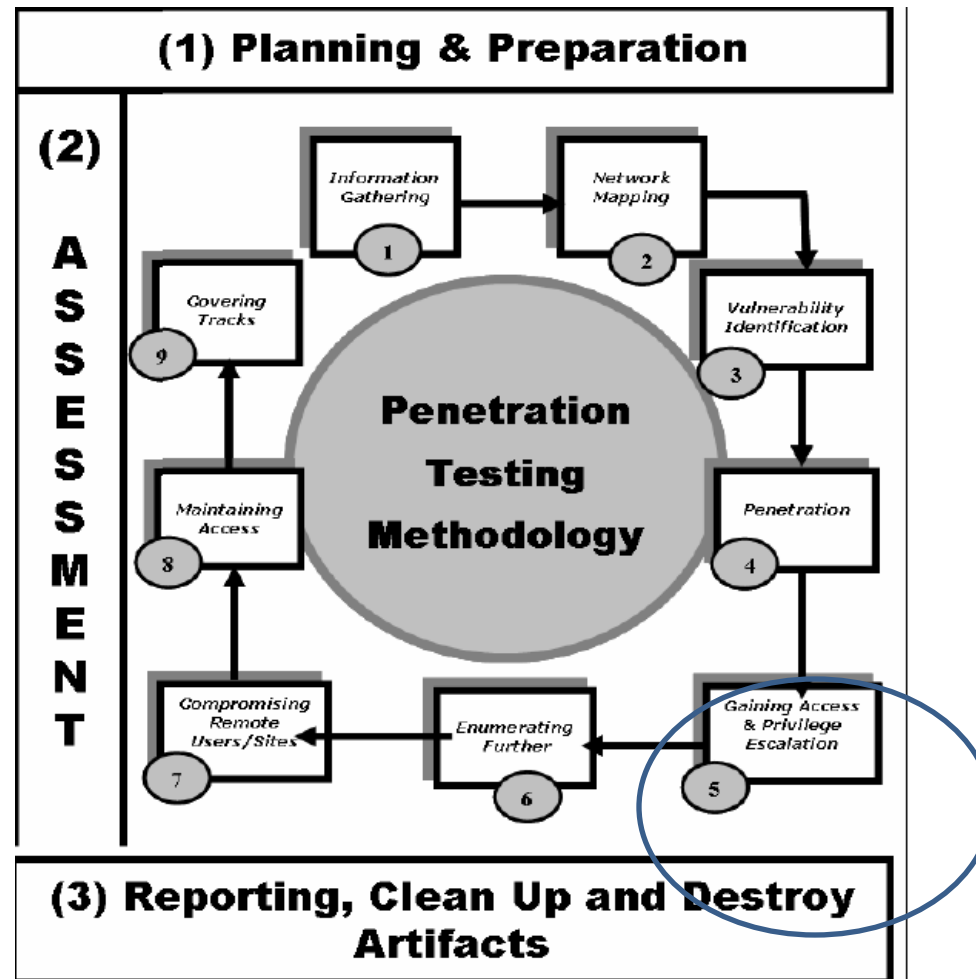 (1) Planning & Preparation
(2)
A
S
S
E
S
S
M
E
N
T
Information
Gathering
1
Network
Mapping
2
Vulnerability
Identification
3
Penetration
4
Gaining Access
& Privilege
Escalation
5
Enumerating
Further
6
Compromising
Remote
Users/Sites
7
Maintaining
Access
8
Covering
Tracks
9
Penetration
Testing
Methodology
(3) Reporting, Clean Up and Destroy
Artifacts